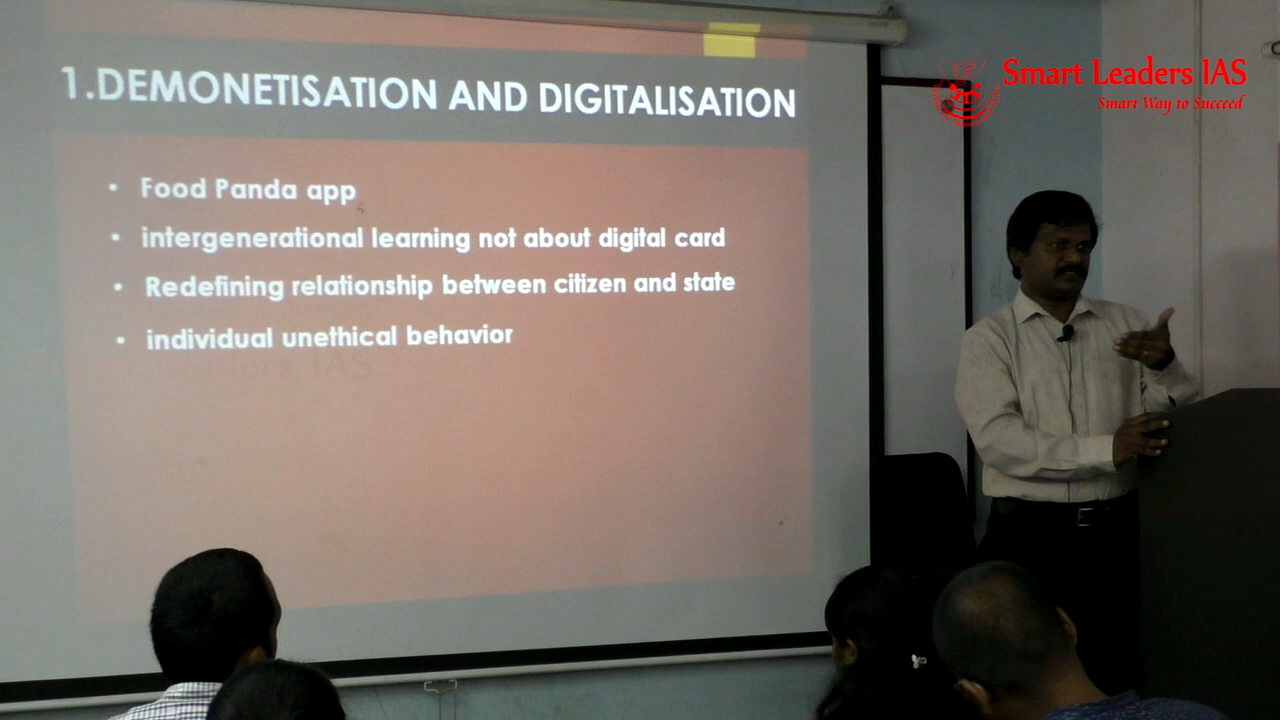 1.DEMONETISATION AND DIGITALISATION
• Food Panda app
• intergenerational learning not about digital card
• Redefining relationship between citizen and state
• individual unethical behavior
Smart Leaders IAS
Smart Way to Succeed